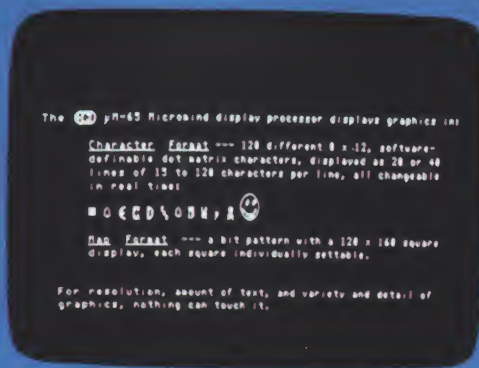 The μM-65 Microbind display processor displays graphics in:
Character Format --- 120 different 8 x 12, software-
definable dot matrix characters, displayed as 20 or 40
lines of 15 to 120 characters per line, all changeable
in real time:
Map Format --- a bit pattern with a 120 x 160 square
display, each square individually settable.
For resolution, amount of text, and variety and detail of
graphics, nothing can touch it.